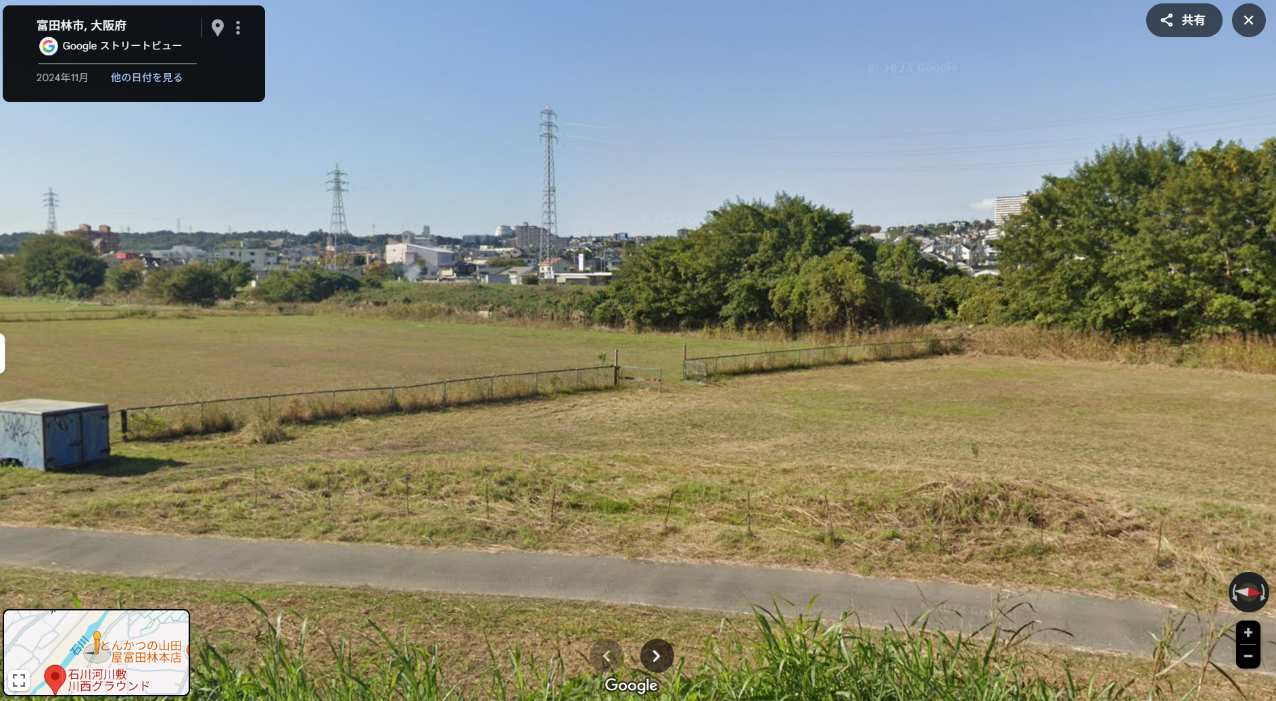 富田林市, 大阪府
Google ストリートビュー
2024年11月 他の日付を見る
共有
© 2024 Google
石川
とんかつの山田
屋富田林本店
石川河川敷
川西グラウンド
Google